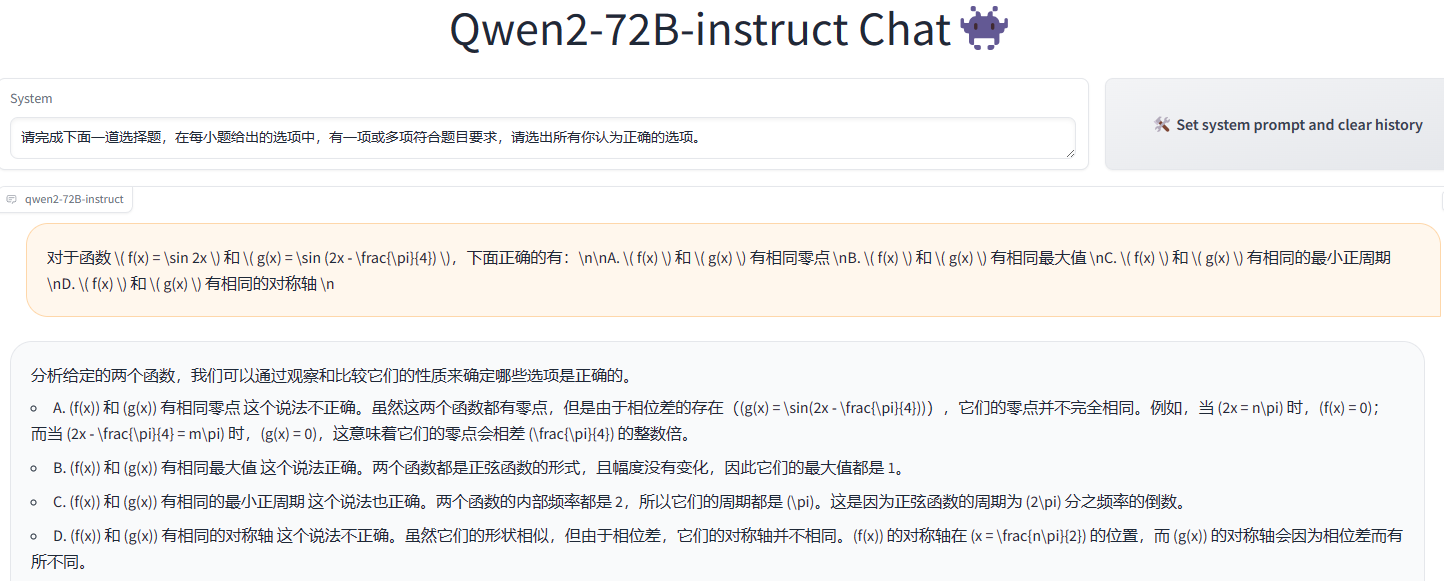 Qwen2-72B-instruct Chat
System
请完成下面一道选择题，在每小题给出的选项中，有一项或多项符合题目要求，请选出所有你认为正确的选项。
🛠️ Set system prompt and clear history
qwen2-72B-instruct
对于函数 \( f(x) = \sin 2x \) 和 \( g(x) = \sin (2x - \frac{\pi}{4}) \)，下面正确的有：\n\nA. \( f(x) \) 和 \( g(x) \) 有相同零点 \nB. \( f(x) \) 和 \( g(x) \) 有相同最大值 \nC. \( f(x) \) 和 \( g(x) \) 有相同的最小正周期
\nD. \( f(x) \) 和 \( g(x) \) 有相同的对称轴 \n
分析给定的两个函数，我们可以通过观察和比较它们的性质来确定哪些选项是正确的。
A. (f(x)) 和 (g(x)) 有相同零点 这个说法不正确。虽然这两个函数都有零点，但是由于相位差的存在（(g(x) = \sin(2x - \frac{\pi}{4}))），它们的零点并不完全相同。例如，当 (2x = n\pi) 时，(f(x) = 0)；
而当 (2x - \frac{\pi}{4} = m\pi) 时，(g(x) = 0)，这意味着它们的零点会相差 (\frac{\pi}{4}) 的整数倍。
B. (f(x)) 和 (g(x)) 有相同最大值 这个说法正确。两个函数都是正弦函数的形式，且幅度没有变化，因此它们的最大值都是 1。
C. (f(x)) 和 (g(x)) 有相同的最小正周期 这个说法也正确。两个函数的内部频率都是 2，所以它们的周期都是 (\pi)。这是因为正弦函数的周期为 (2\pi) 分之频率的倒数。
D. (f(x)) 和 (g(x)) 有相同的对称轴 这个说法不正确。虽然它们的形状相似，但由于相位差，它们的对称轴并不相同。(f(x)) 的对称轴在 (x = \frac{n\pi}{2}) 的位置，而 (g(x)) 的对称轴会因为相位差而有
所不同。